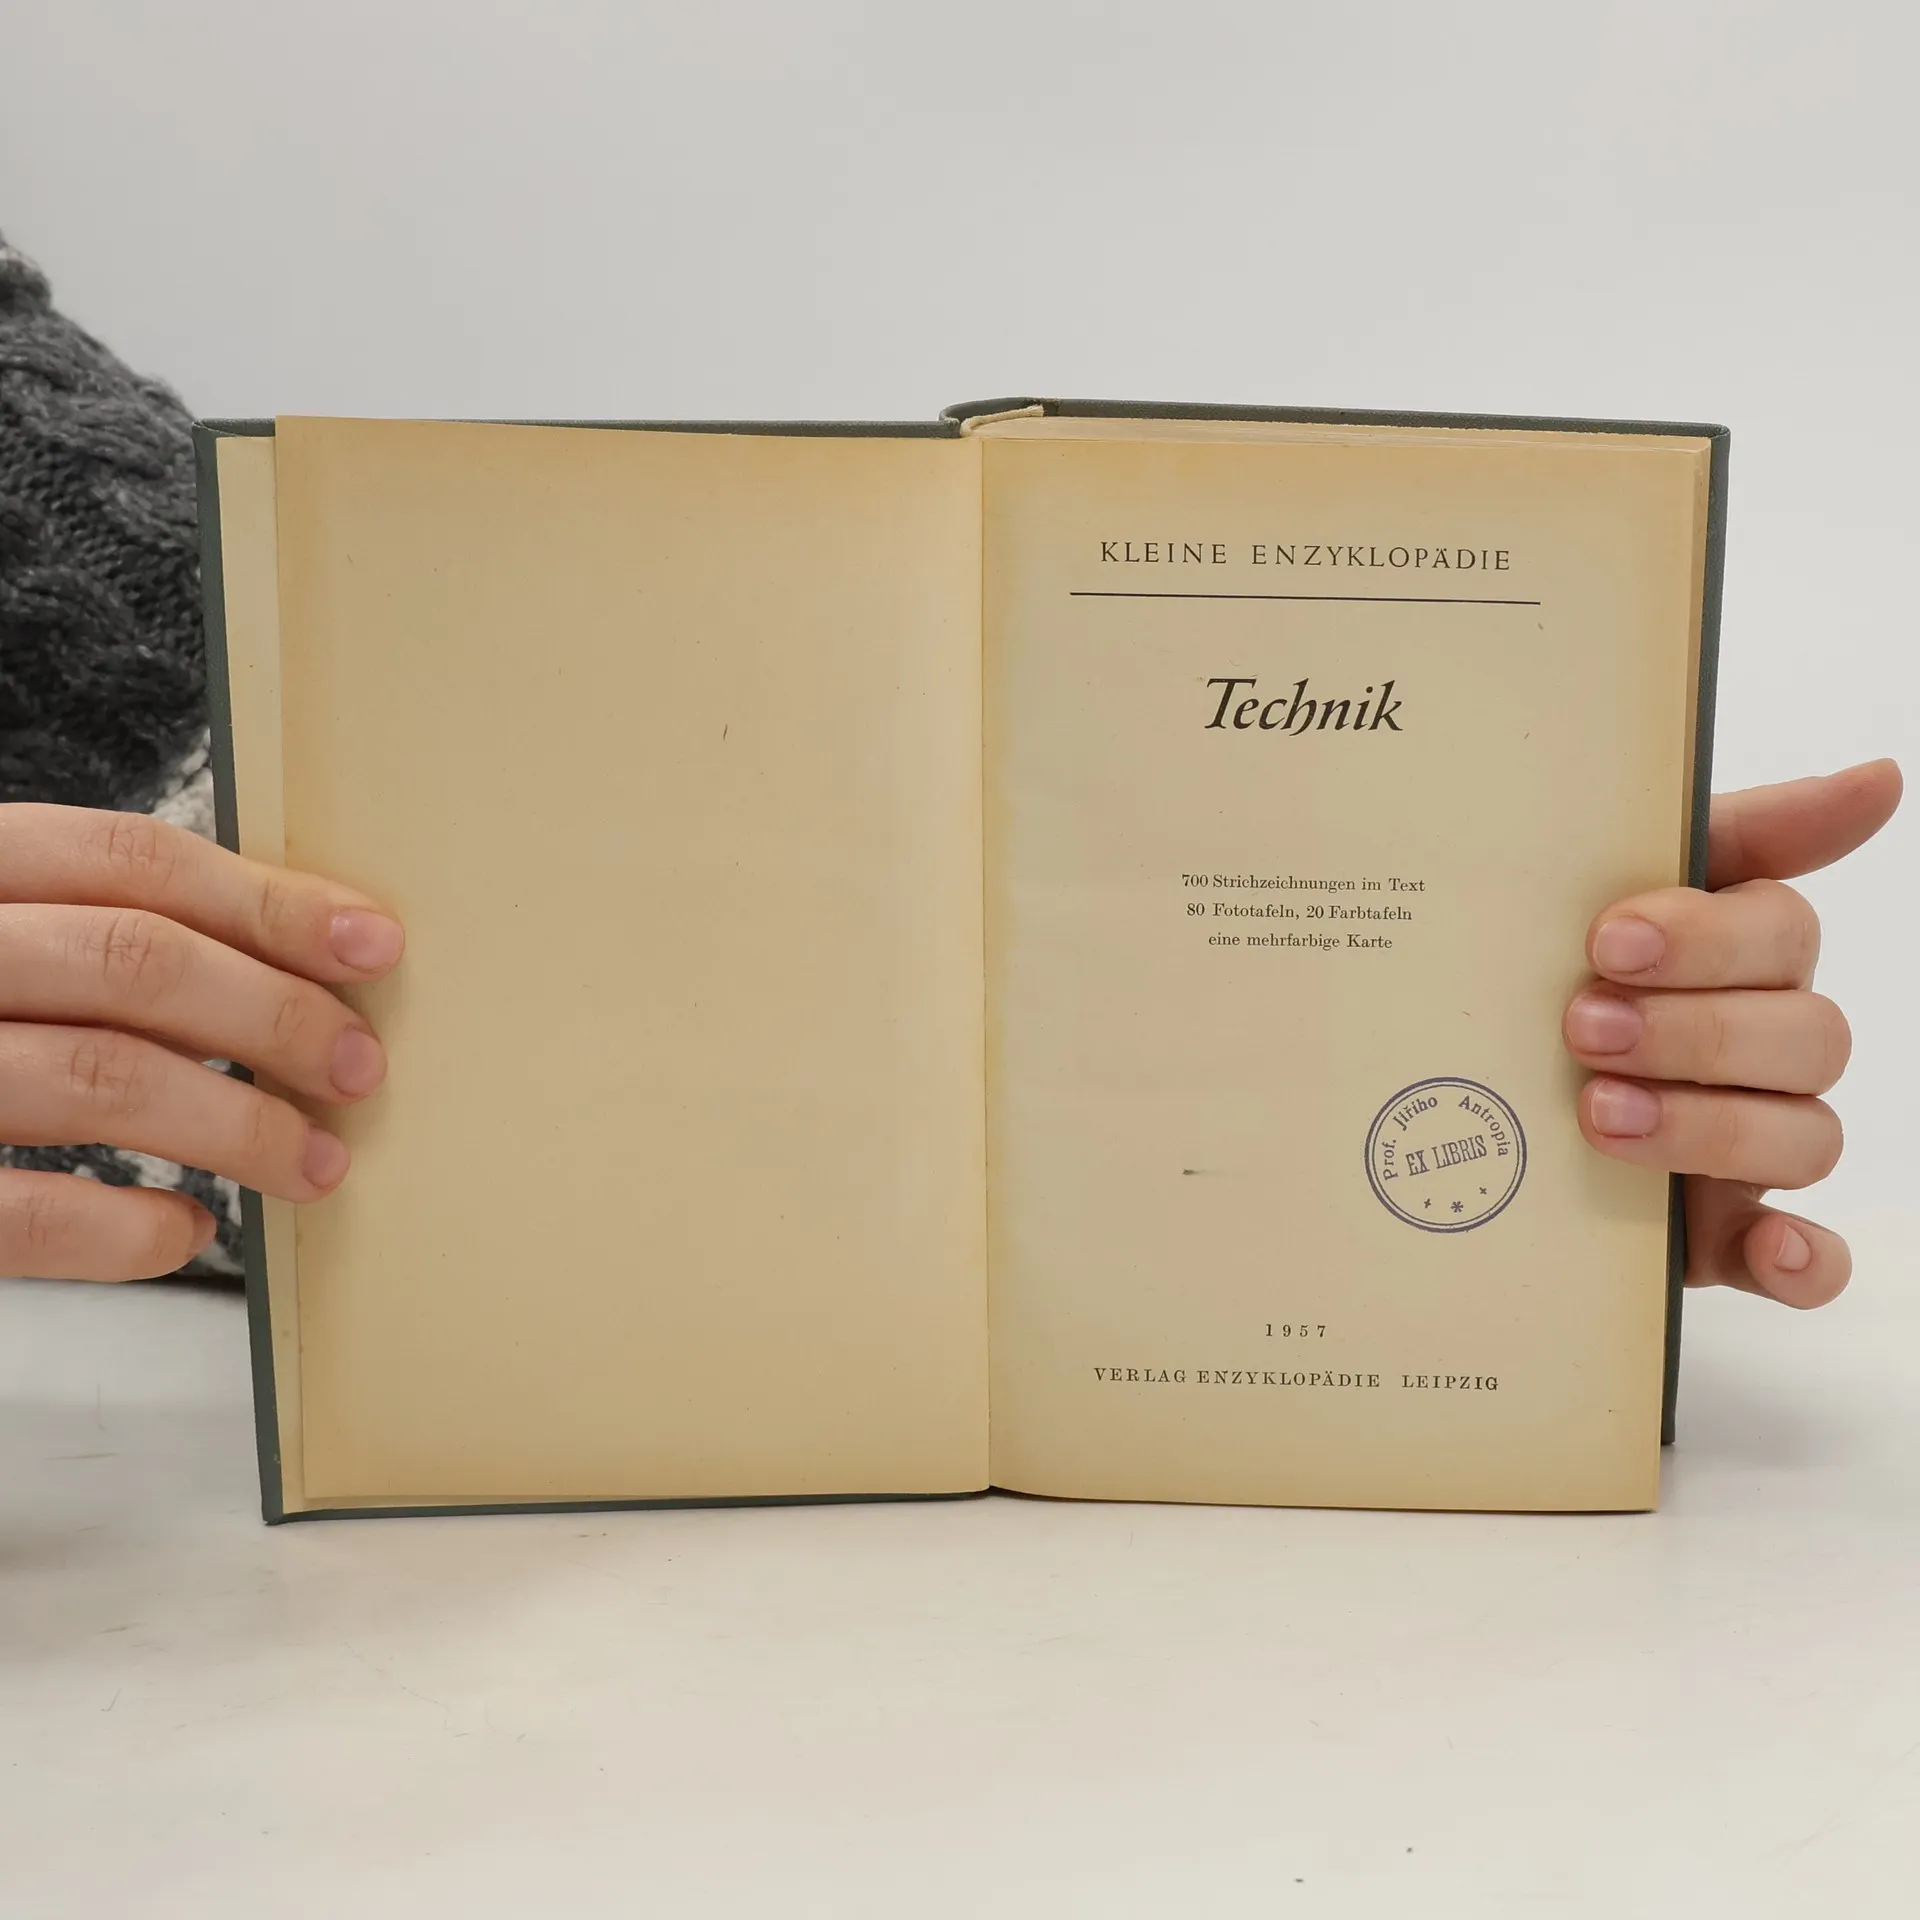 KLEINE ENZYKLOPÄDIE
Technik
700 Strichzeichnungen im Text
80 Fototafeln, 20 Farbtafeln
eine mehrfarbige Karte
Prof. Jiřího Antropia
EX LIBRIS
1957
VERLAG ENZYKLOPÄDIE LEIPZIG